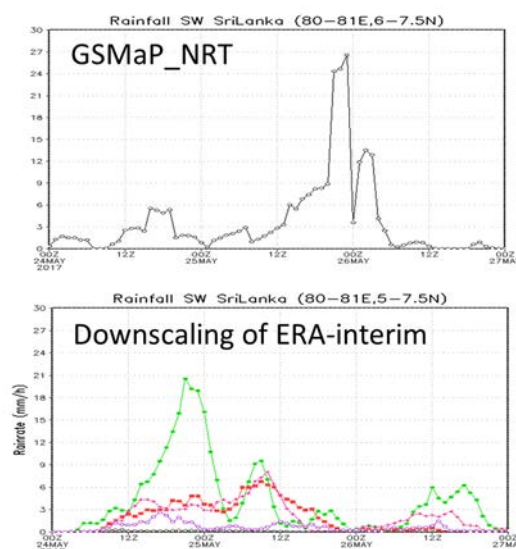 Rainfall SW SriLanka (80-81E,6-7.5N)
GSMaP_NRT
30
27
24
21
18
15
12
9
6
3
0
00Z 12Z 00Z 12Z 00Z 12Z 00Z
24MAY 25MAY 26MAY 27MAY
2017
Rainfall SW SriLanka (80-81E,5-7.5N)
Downscaling of ERA-interim
Rainrate (mm/h)
30
27
24
21
18
15
12
9
6
3
0
00Z 12Z 00Z 12Z 00Z 12Z 00Z
24MAY 25MAY 26MAY 27MAY